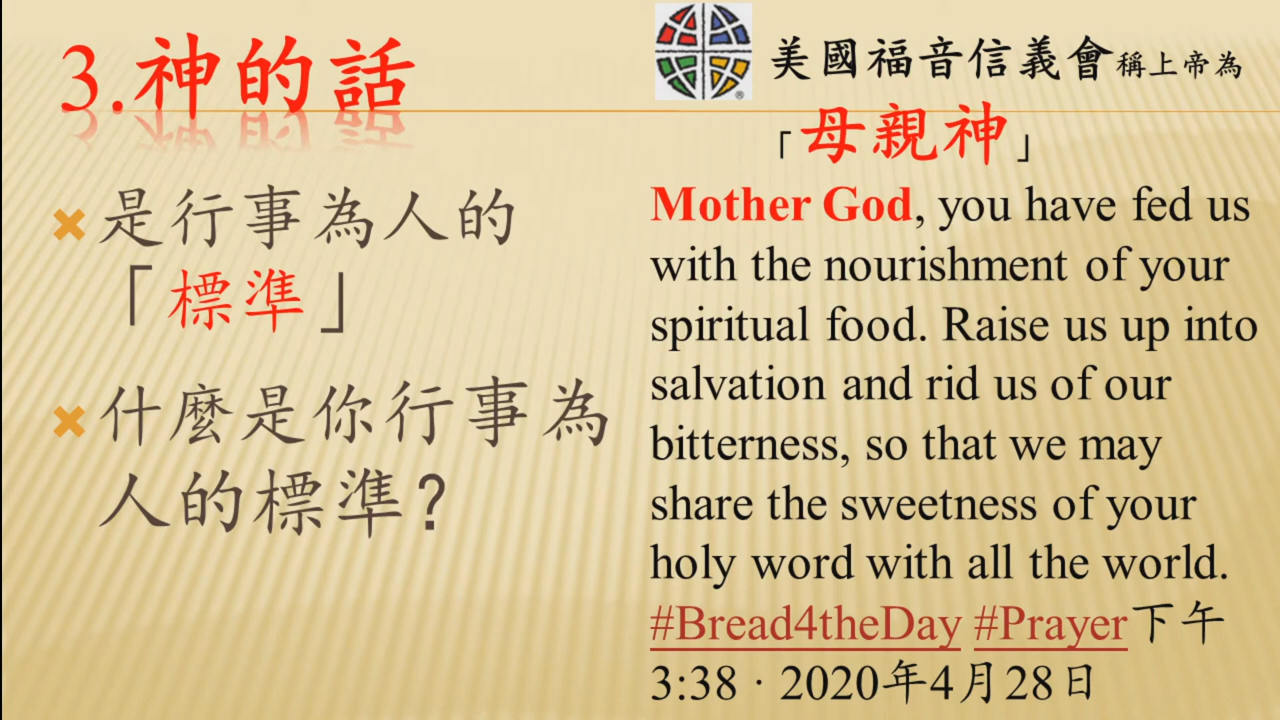 3.神的話
是行事為人的
「標準」
什麼是你行事為
人的標準?
美國福音信義會稱上帝為
「母親神」
Mother God, you have fed us
with the nourishment of your
spiritual food. Raise us up into
salvation and rid us of our
bitterness, so that we may
share the sweetness of your
holy word with all the world.
#Bread4theDay #Prayer下午
3:38 · 2020年4月28日